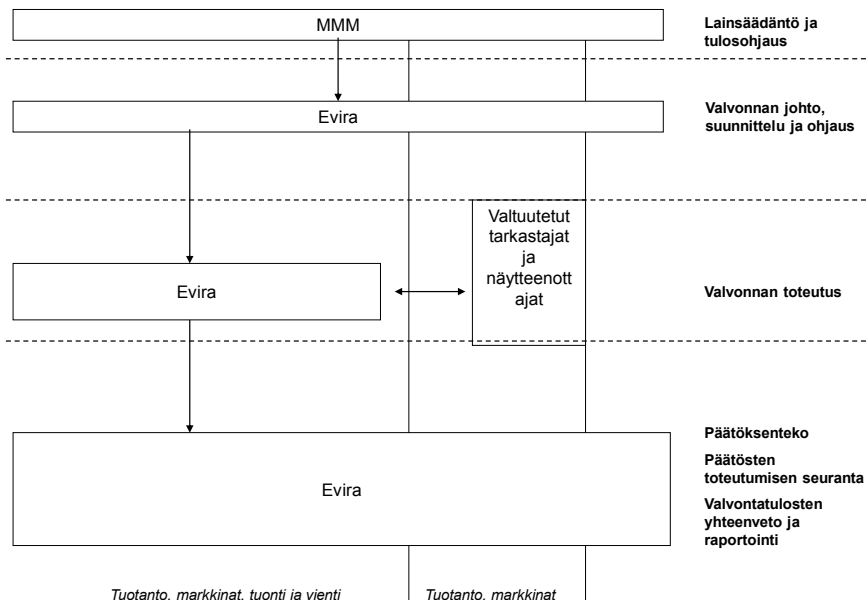 MMM
Lainsäädäntö ja
tulosohjaus
Evira
Valvonnan johto,
suunnittelu ja ohjaus
Valtuutetut
tarkastajat
ja
näytteenott
ajat
Evira
Valvonnan toteutus
Päätöksenteko
Päätösten
toteutumisen seuranta
Evira
Valvontatulosten
yhteenveto ja
raportointi
Tuotanto, markkinat, tuonti ja vienti
Tuotanto, markkinat